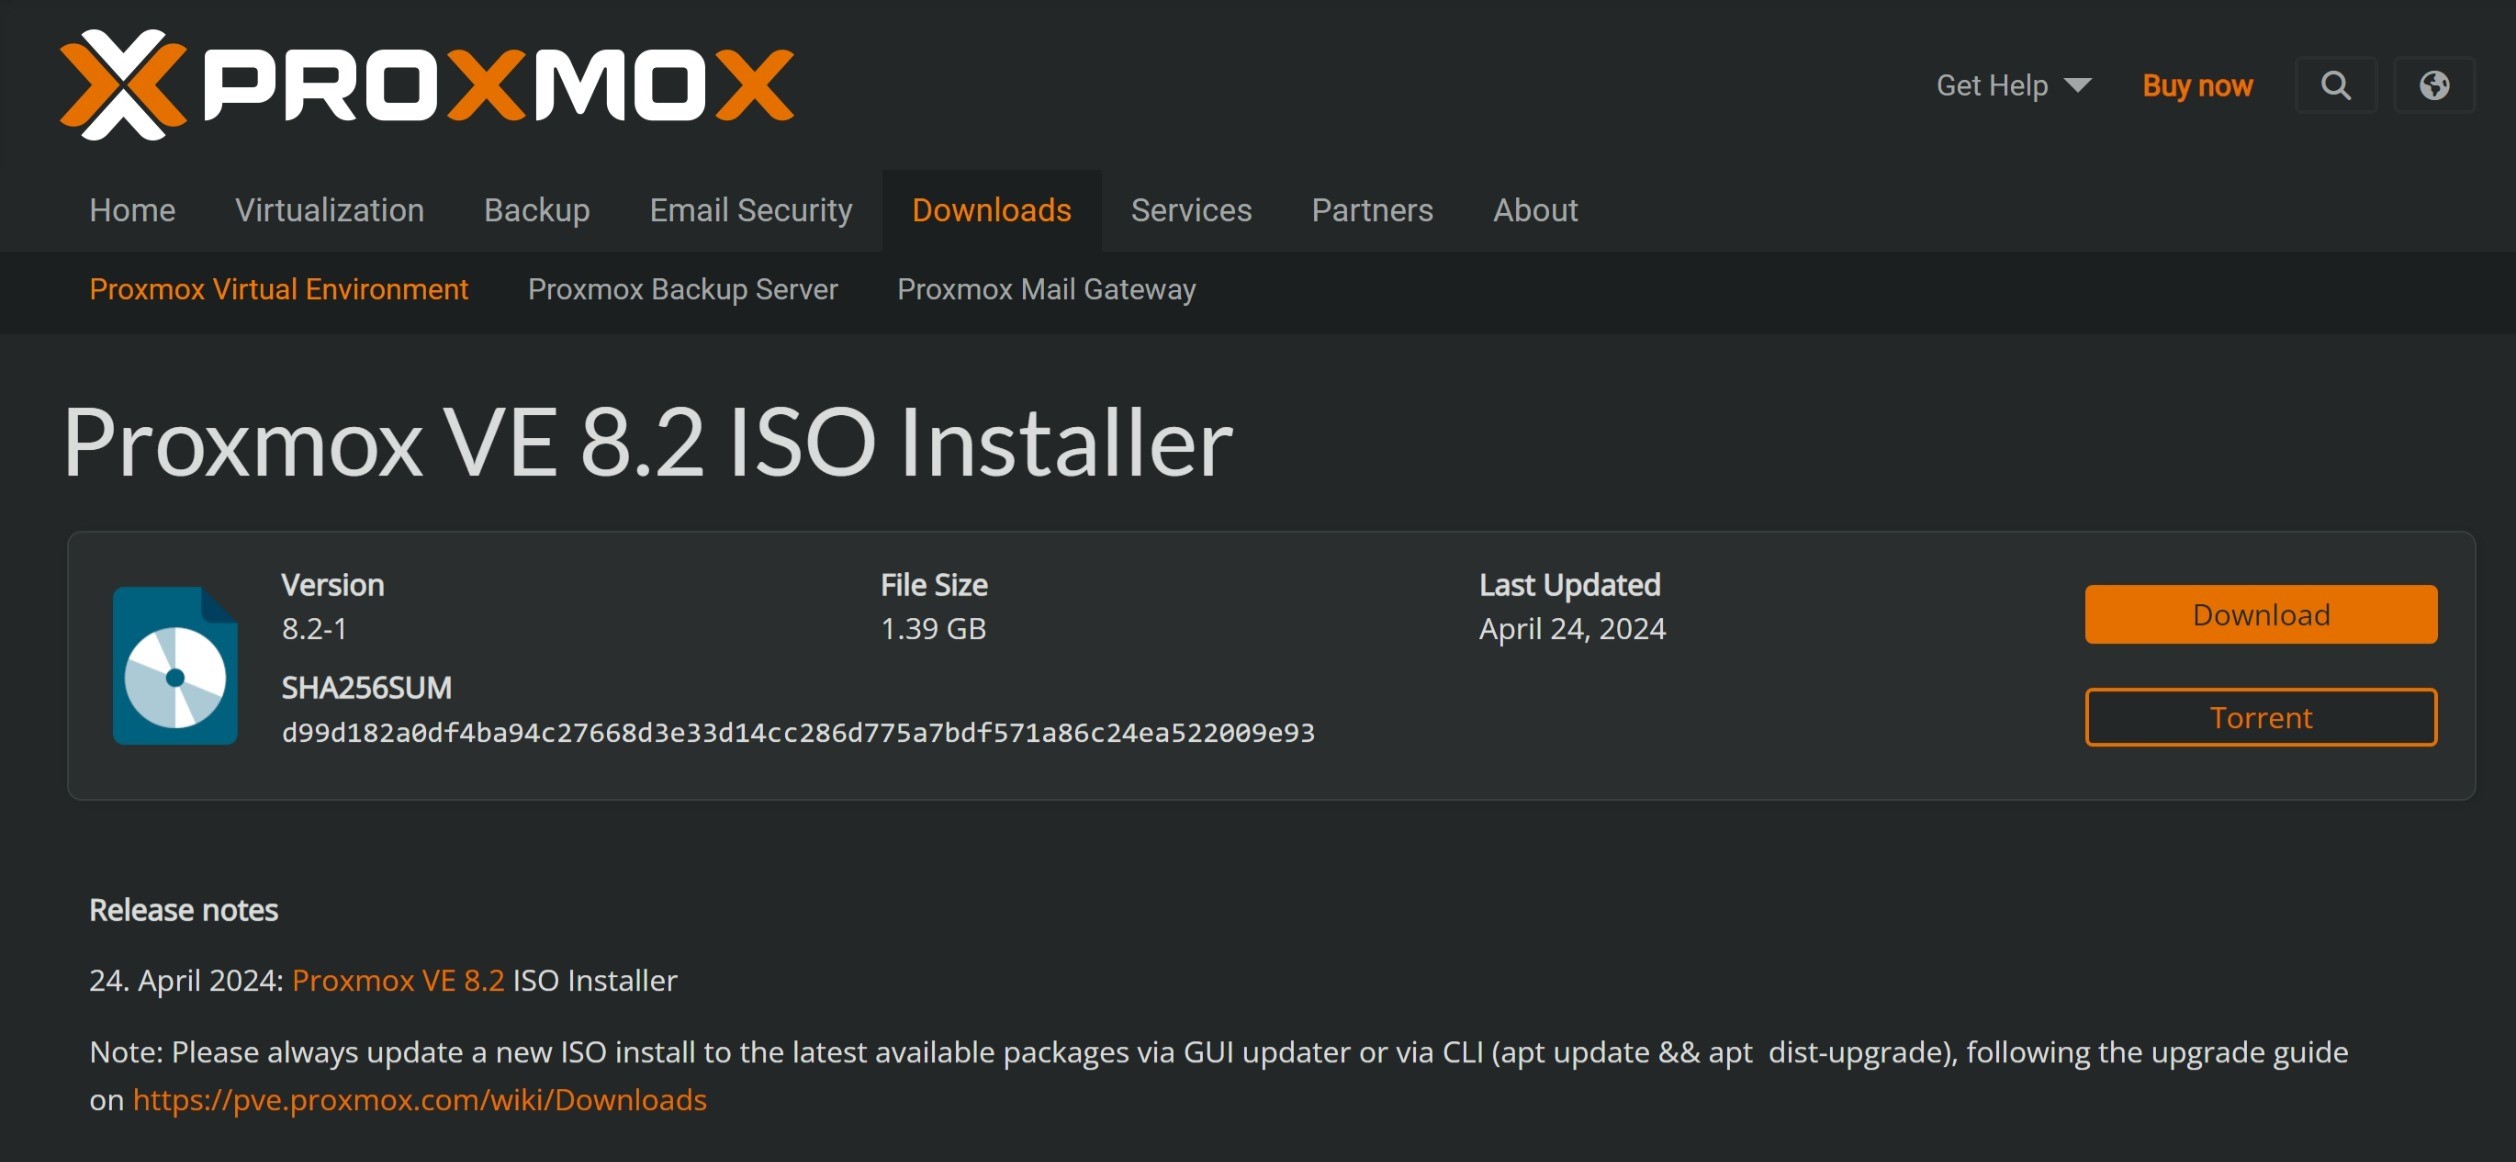 PROXMOX
Get Help
Buy now
Home
Virtualization
Backup
Email Security
Downloads
Services
Partners
About
Proxmox Virtual Environment
Proxmox Backup Server
Proxmox Mail Gateway
Proxmox VE 8.2 ISO Installer
Version
8.2-1
File Size
1.39 GB
Last Updated
April 24, 2024
Download
SHA256SUM
d99d182a0df4ba94c27668d3e33d14cc286d775a7bdf571a86c24ea522009e93
Torrent
Release notes
24. April 2024: Proxmox VE 8.2 ISO Installer
Note: Please always update a new ISO install to the latest available packages via GUI updater or via CLI (apt update && apt  dist-upgrade), following the upgrade guide
on https://pve.proxmox.com/wiki/Downloads